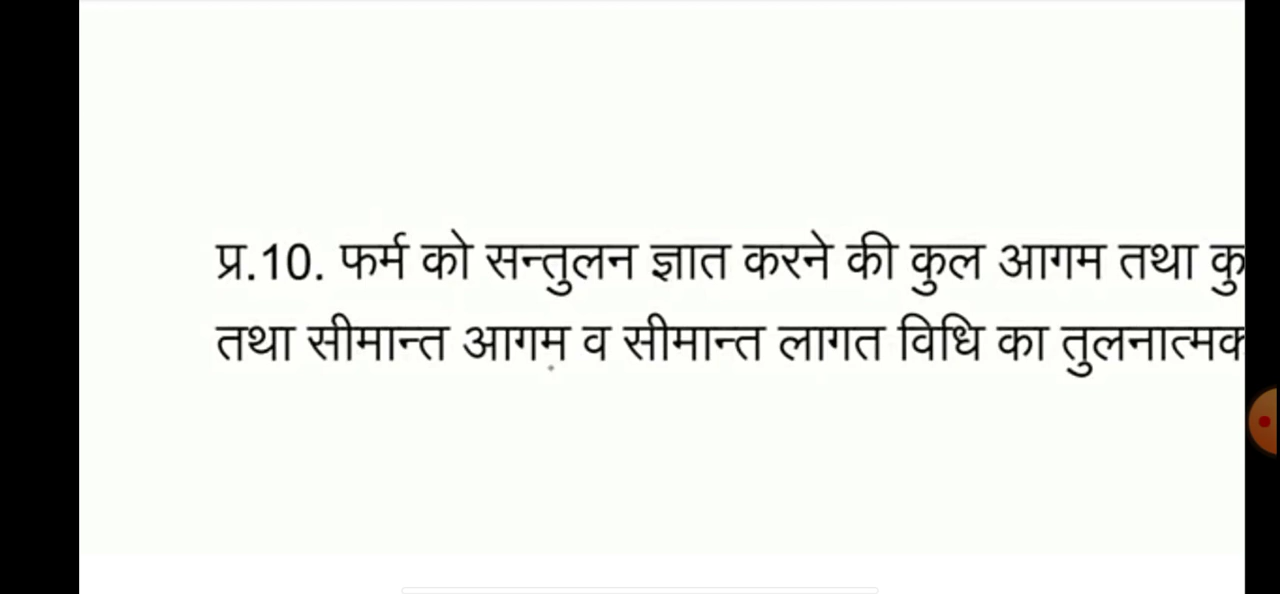 प्र.10. फर्म को सन्तुलन ज्ञात करने की कुल आगम तथा
तथा सीमान्त आगम व सीमान्त लागत विधि का तुलनात्मक